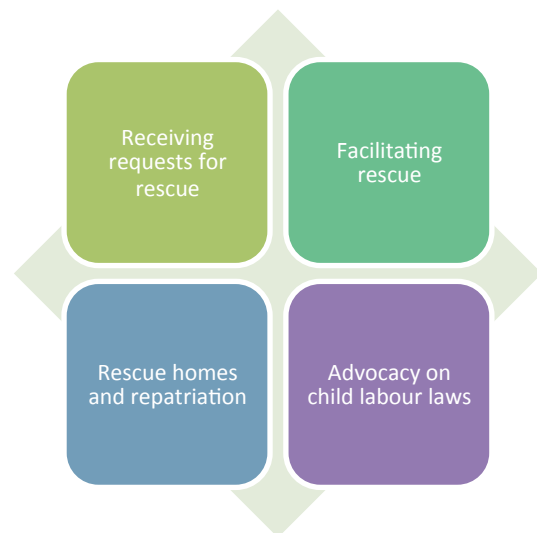 Receiving
requests for
rescue
Facilitating
rescue
Rescue homes
and repatriation
Advocacy on
child labour laws